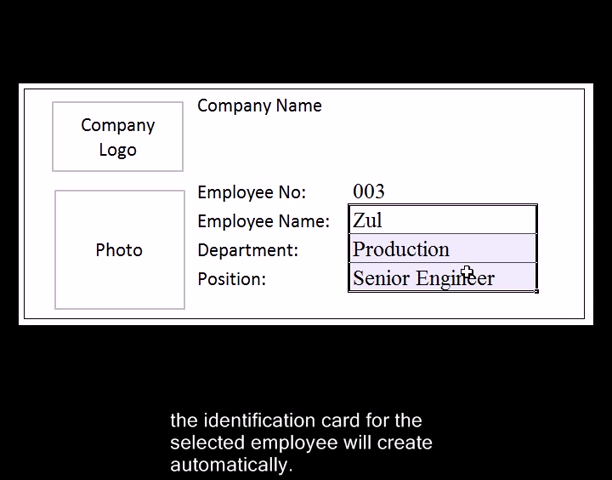 Company Logo
Company Name
Photo
Employee No: 003
Employee Name: Zul
Department: Production
Position: Senior Engineer
the identification card for the
selected employee will create
automatically.